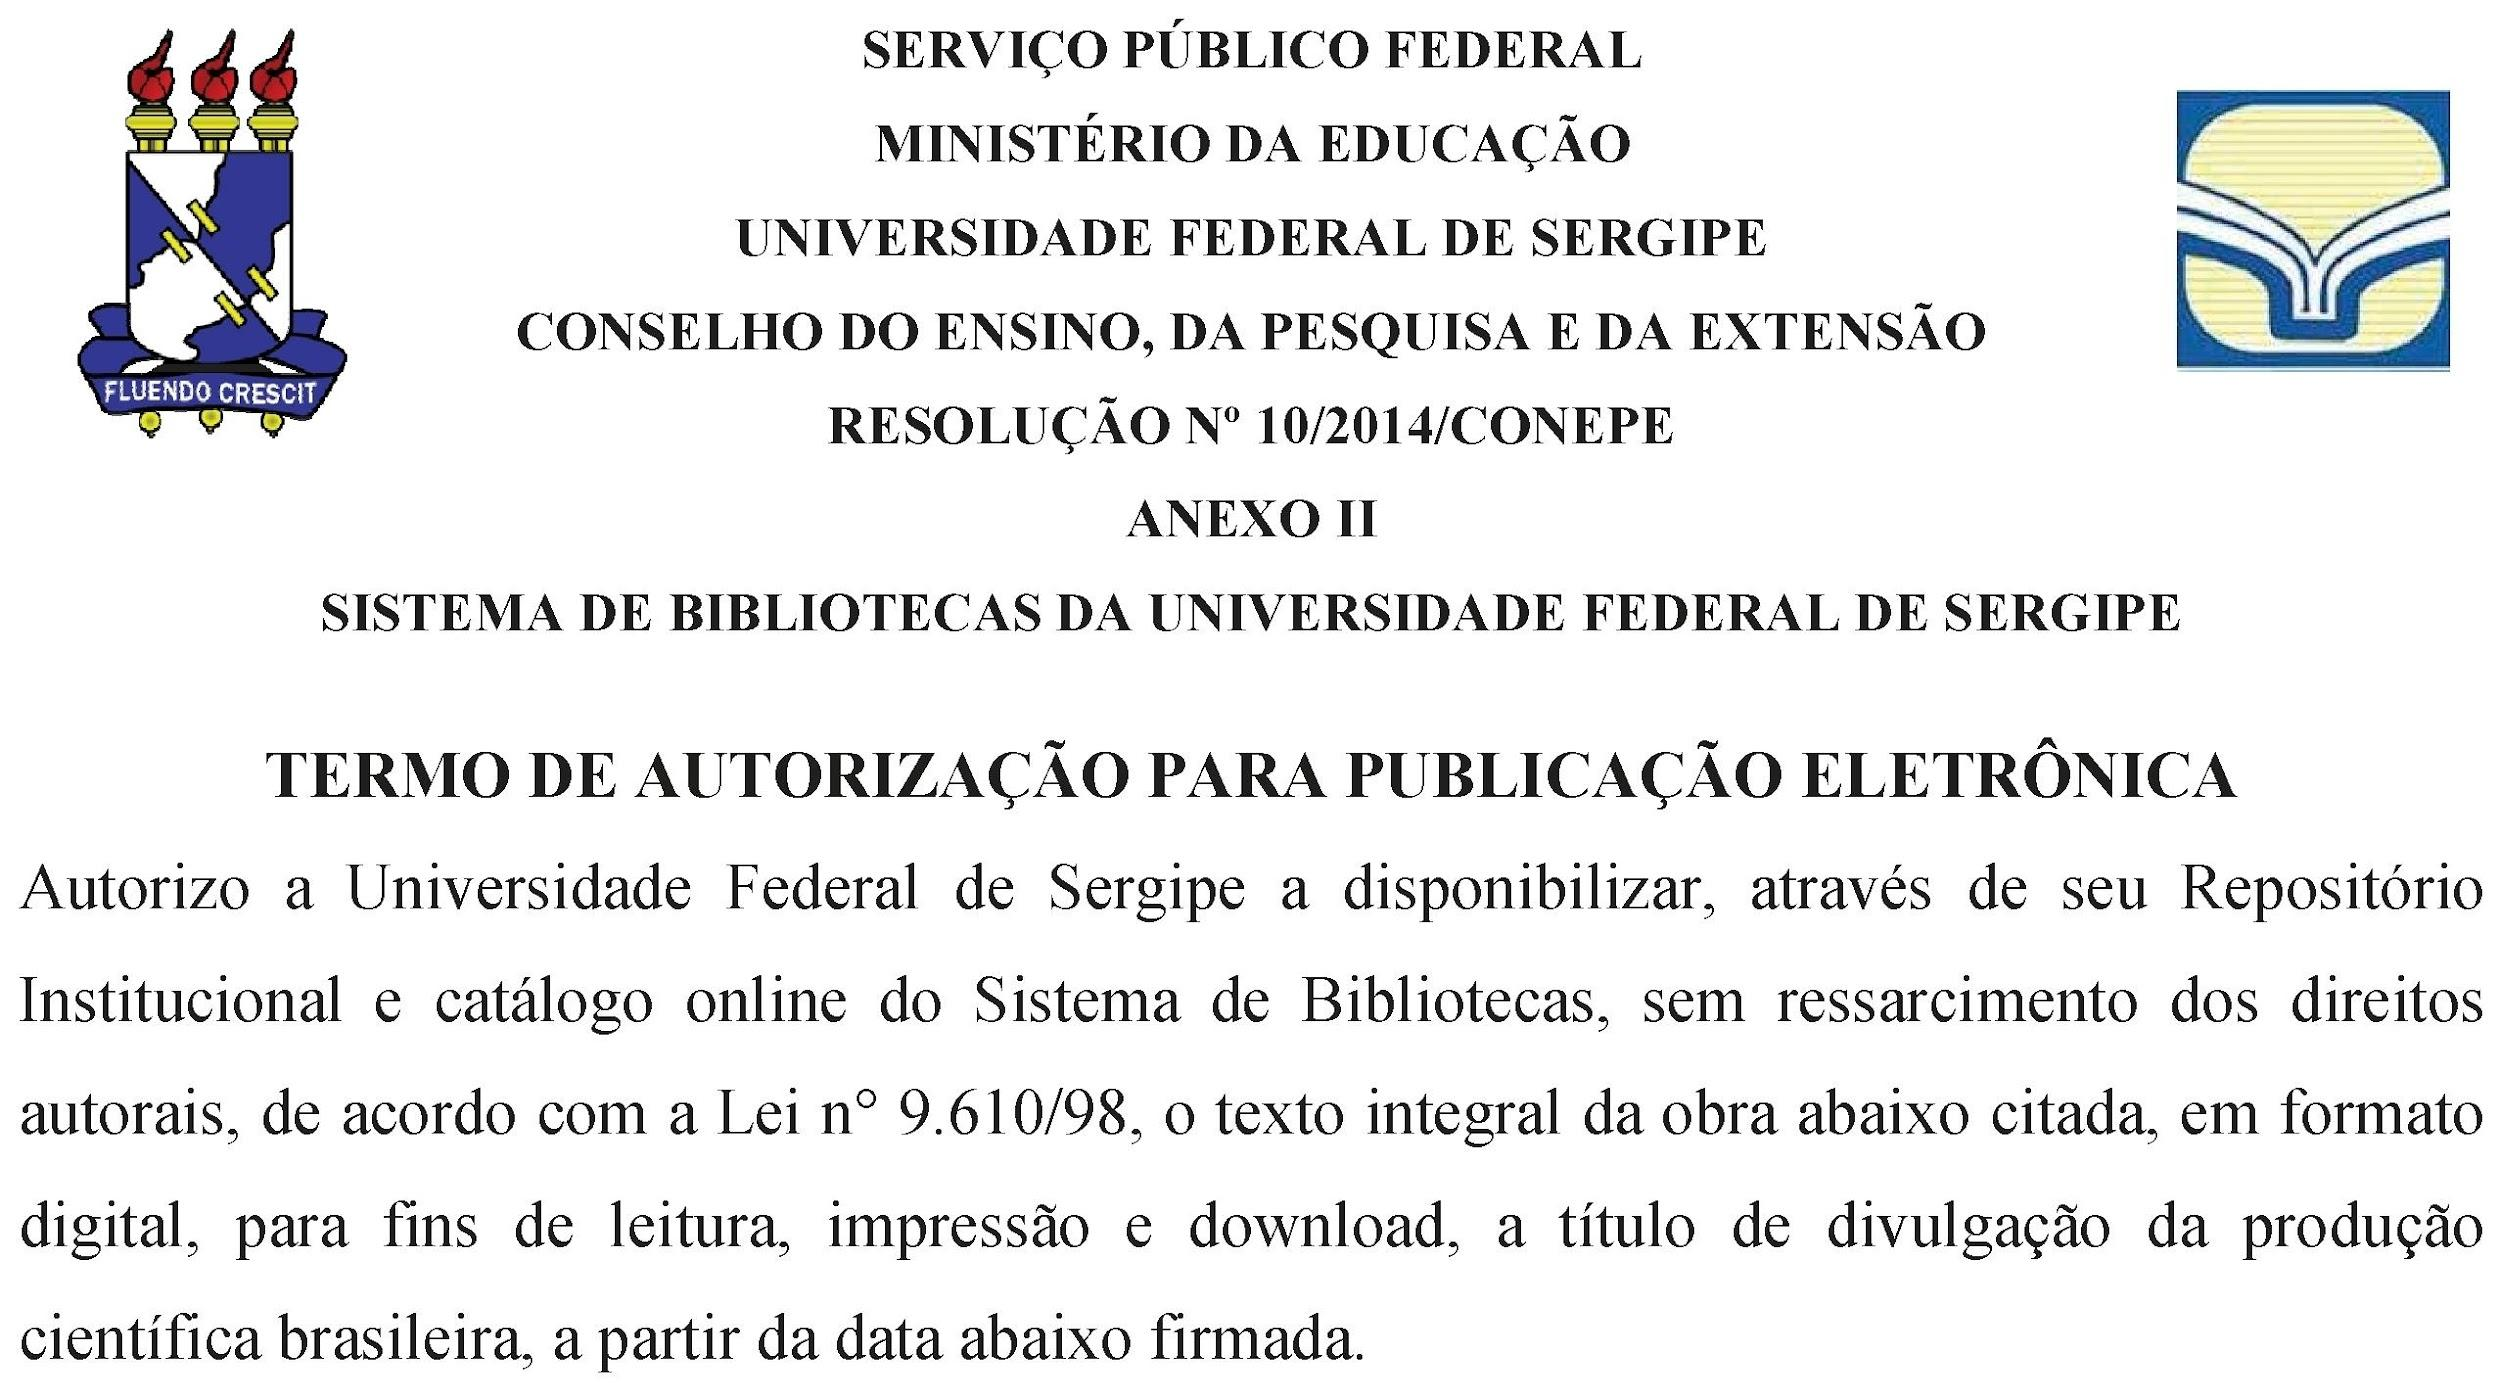 SERVIÇO PÚBLICO FEDERAL
MINISTÉRIO DA EDUCAÇÃO
UNIVERSIDADE FEDERAL DE SERGIPE
CONSELHO DO ENSINO, DA PESQUISA E DA EXTENSÃO
RESOLUÇÃO Nº 10/2014/CONEPE
FLUENDO CRESCIT
ANEXO II
SISTEMA DE BIBLIOTECAS DA UNIVERSIDADE FEDERAL DE SERGIPE
TERMO DE AUTORIZAÇÃO PARA PUBLICAÇÃO ELETRÔNICA
Autorizo a Universidade Federal de Sergipe a disponibilizar, através de seu Repositório
Institucional e catálogo online do Sistema de Bibliotecas, sem ressarcimento dos direitos
autorais, de acordo com a Lei n° 9.610/98, o texto integral da obra abaixo citada, em formato
digital, para fins de leitura, impressão e download, a título de divulgação da produção
científica brasileira, a partir da data abaixo firmada.